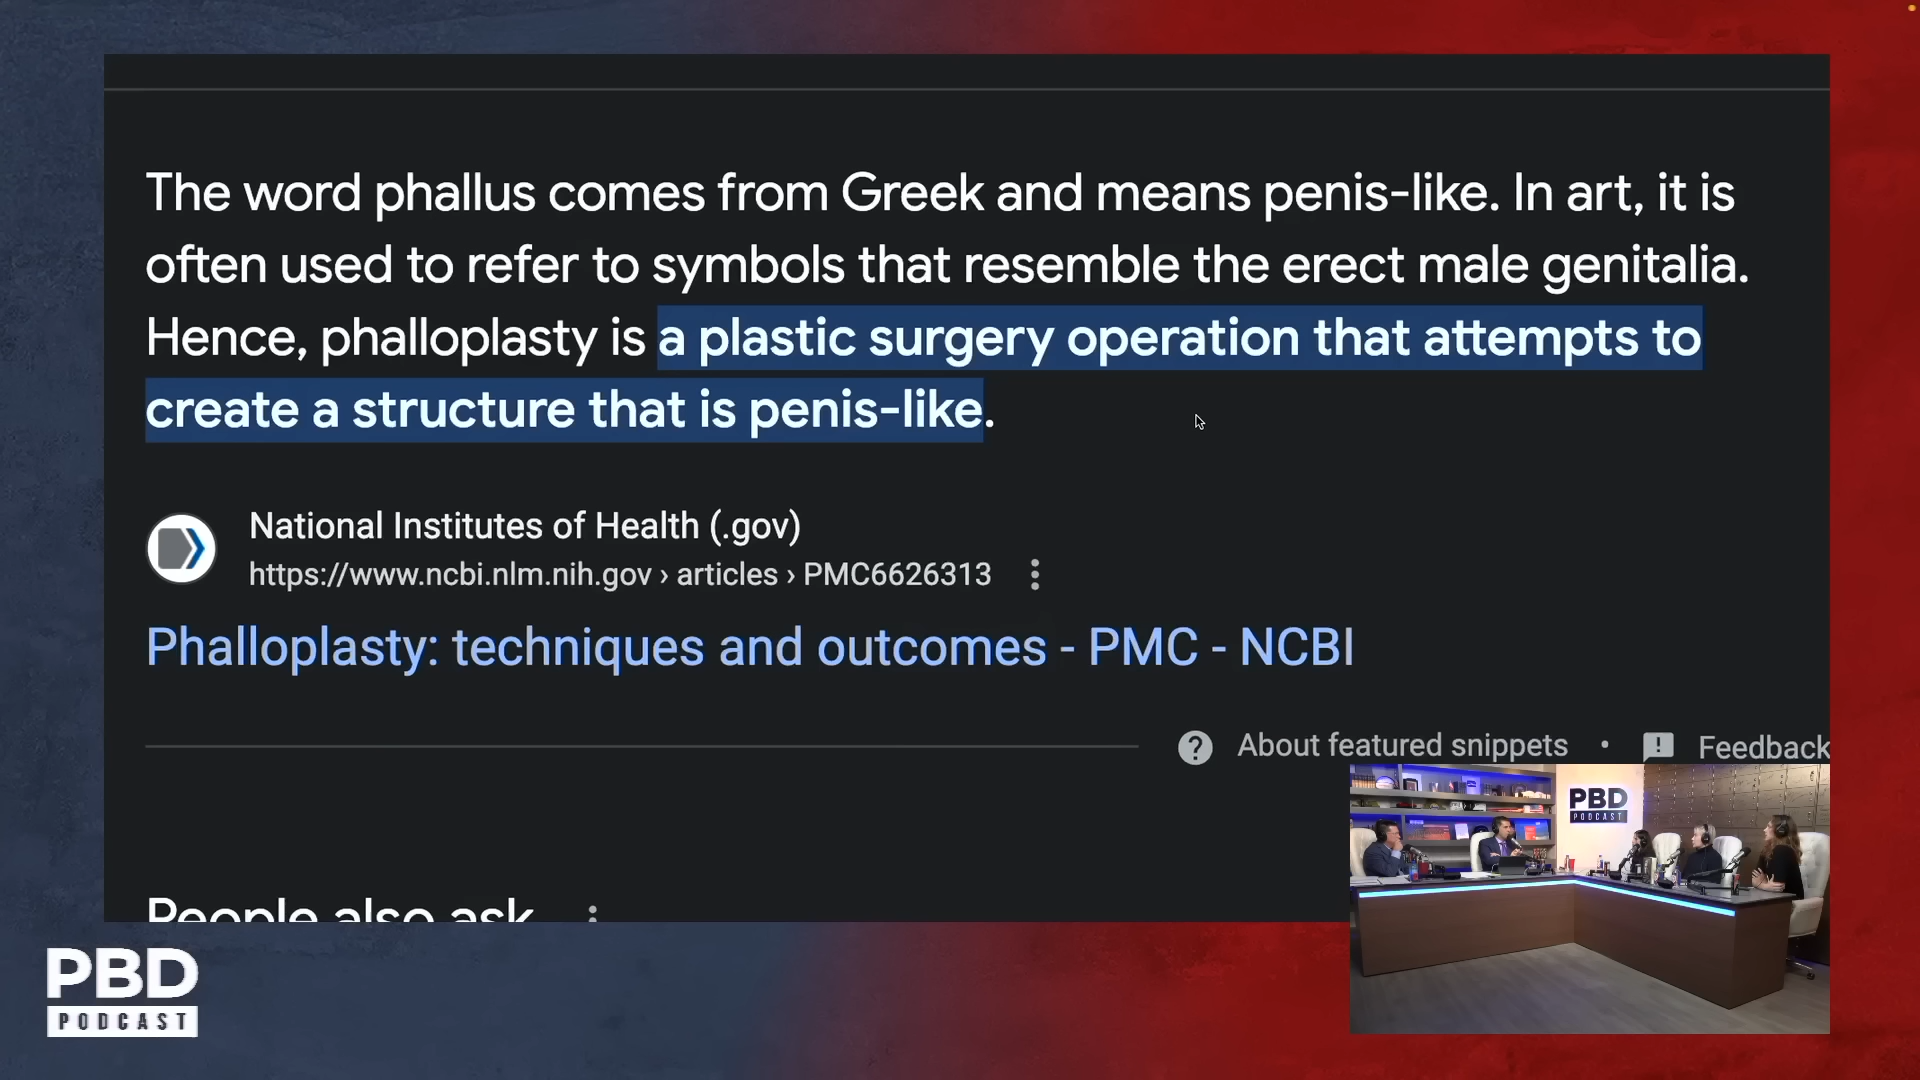 The word phallus comes from Greek and means penis-like. In art, it is
often used to refer to symbols that resemble the erect male genitalia.
Hence, phalloplasty is a plastic surgery operation that attempts to
create a structure that is penis-like.
National Institutes of Health (.gov)
https://www.ncbi.nlm.nih.gov › articles › PMC6626313
Phalloplasty: techniques and outcomes - PMC - NCBI
About featured snippets • Feedback
People also ask
PBD
PODCAST
PBD
PODCAST